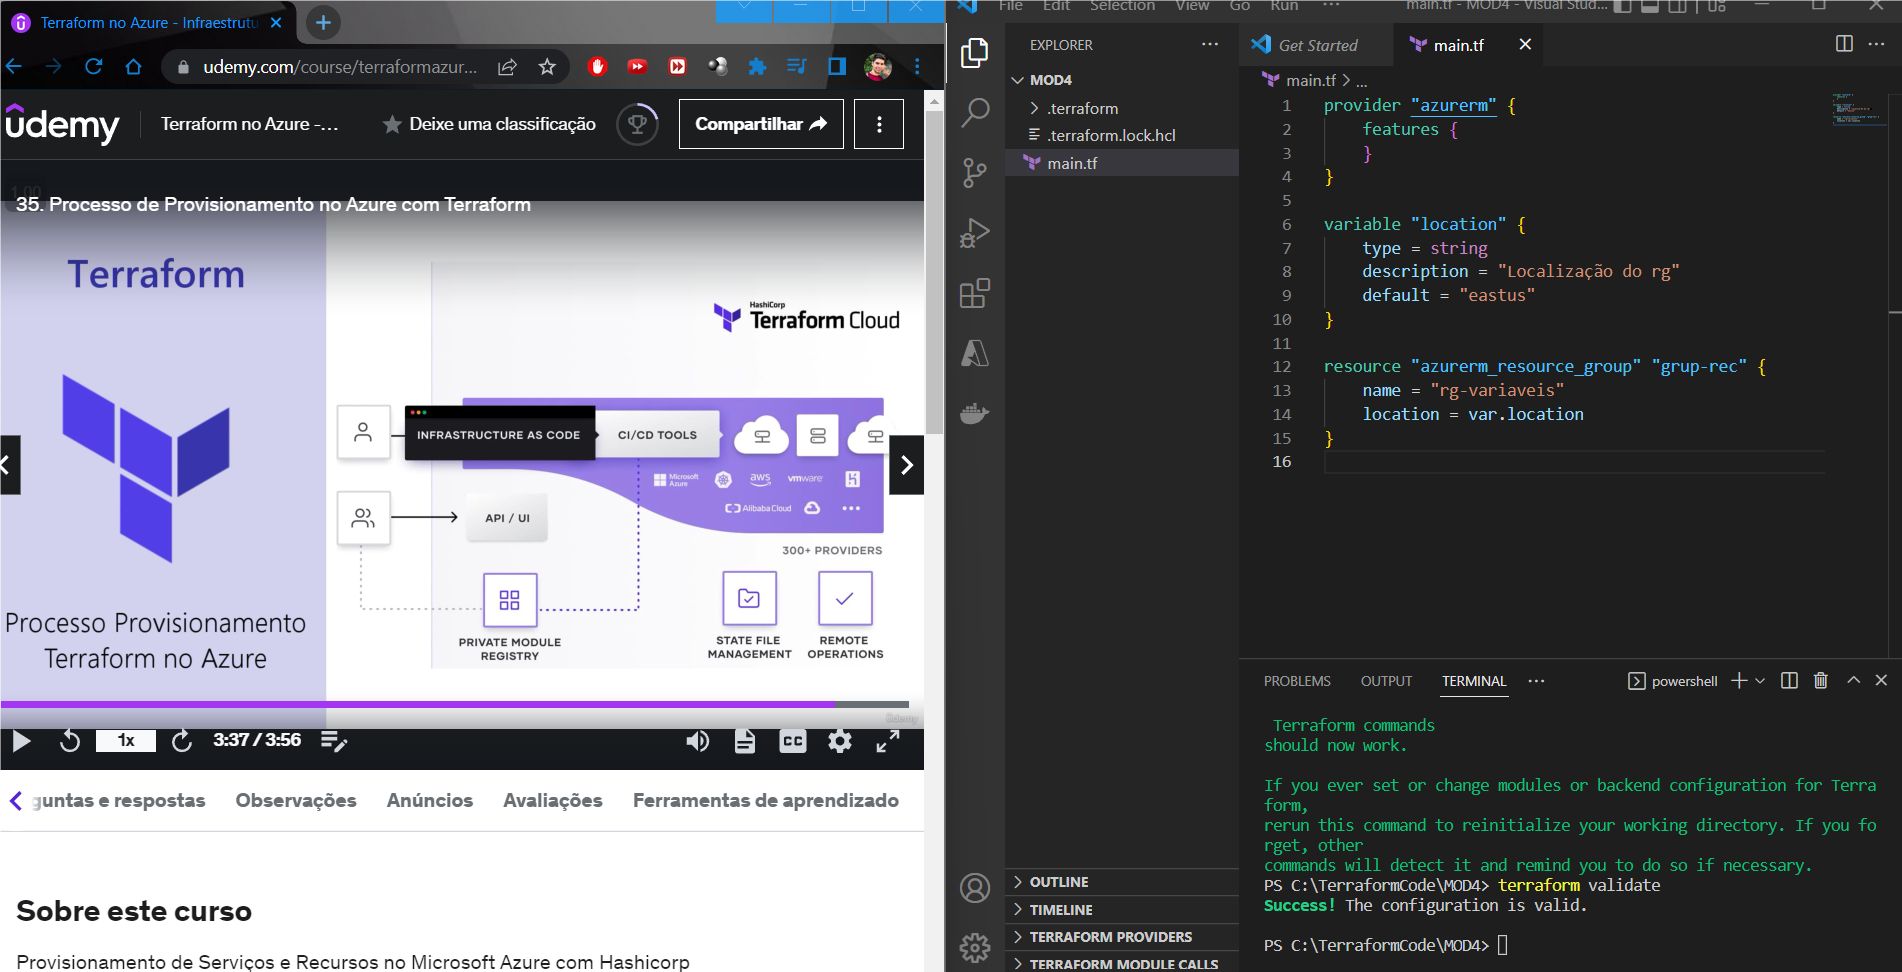 Terraform no Azure - Infraestrutu
udemy.com/course/terraformazur...
udemy
Terraform no Azure -...
Deixe uma classificação
Compartilhar
1.00
35. Processo de Provisionamento no Azure com Terraform
Terraform
Processo Provisionamento
Terraform no Azure
HashiCorp
Terraform Cloud
INFRASTRUCTURE AS CODE
CI/CD TOOLS
Microsoft
Azure
aws
vmware
Alibaba Cloud
API / UI
300+ PROVIDERS
PRIVATE MODULE
REGISTRY
STATE FILE
MANAGEMENT
REMOTE
OPERATIONS
Udemy
1x
3:37 / 3:56
CC
guntas e respostas
Observações
Anúncios
Avaliações
Ferramentas de aprendizado
Sobre este curso
Provisionamento de Serviços e Recursos no Microsoft Azure com Hashicorp
File Edit Selection View Go Run ...
main.tf - MOD4 - Visual Stud...
EXPLORER
MOD4
.terraform
.terraform.lock.hcl
main.tf
OUTLINE
TIMELINE
TERRAFORM PROVIDERS
TERRAFORM MODULE CALLS
Get Started
main.tf
main.tf > ...
1 provider "azurerm" {
2 features {
3 }
4 }
5
6 variable "location" {
7 type = string
8 description = "Localização do rg"
9 default = "eastus"
10 }
11
12 resource "azurerm_resource_group" "grup-rec" {
13 name = "rg-variaveis"
14 location = var.location
15 }
16
PROBLEMS
OUTPUT
TERMINAL
powershell
Terraform commands
should now work.
If you ever set or change modules or backend configuration for Terra
form,
rerun this command to reinitialize your working directory. If you fo
rget, other
commands will detect it and remind you to do so if necessary.
PS C:\TerraformCode\MOD4> terraform validate
Success! The configuration is valid.
PS C:\TerraformCode\MOD4>